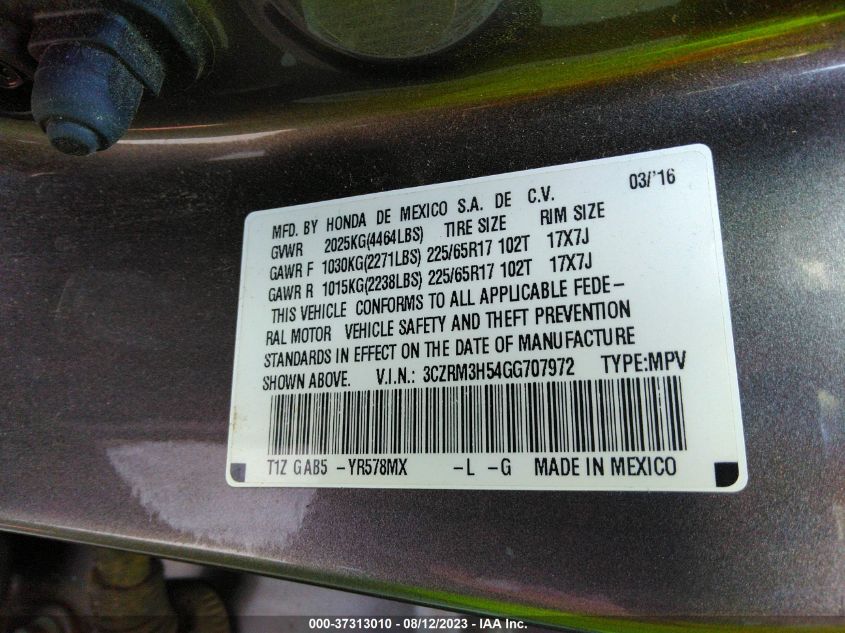 03/'16
MFD. BY HONDA DE MEXICO S.A. DE C.V.
GVWR 2025KG(4464LBS) TIRE SIZE RIM SIZE
GAWR F 1030KG(2271LBS) 225/65R17 102T 17X7J
GAWR R 1015KG(2238LBS) 225/65R17 102T 17X7J
THIS VEHICLE CONFORMS TO ALL APPLICABLE FEDE-
RAL MOTOR VEHICLE SAFETY AND THEFT PREVENTION
STANDARDS IN EFFECT ON THE DATE OF MANUFACTURE
SHOWN ABOVE. V.I.N.: 3CZRM3H54GG707972 TYPE:MPV
T1Z GAB5 -YR578MX -L -G MADE IN MEXICO
000-37313010 - 08/12/2023 - IAA Inc.